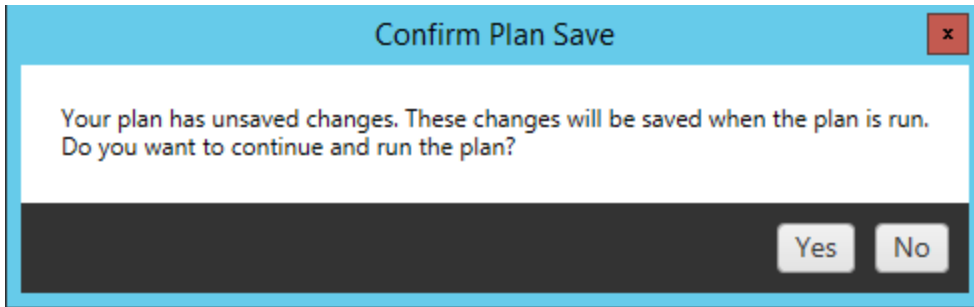 Confirm Plan Save
x
Your plan has unsaved changes. These changes will be saved when the plan is run.
Do you want to continue and run the plan?
Yes No